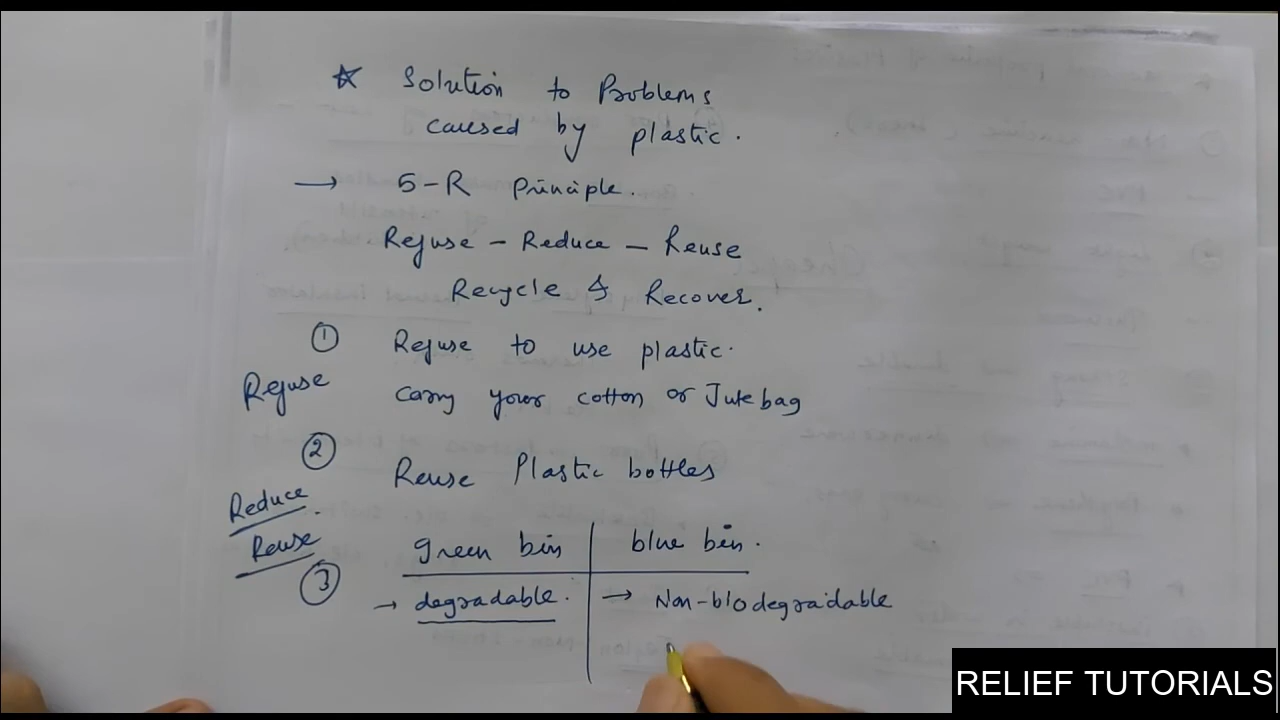 ☆ Solution to Problems
caused by plastic.
→ 5-R Principle.
Refuse - Reduce - Reuse
Recycle & Recover.
① Refuse to use plastic.
Refuse
carry your cotton or Jute bag
② Reuse Plastic bottles
Reduce
Reuse
③ green bin | blue bin.
→ degradable. | → Non-biodegradable
RELIEF TUTORIALS